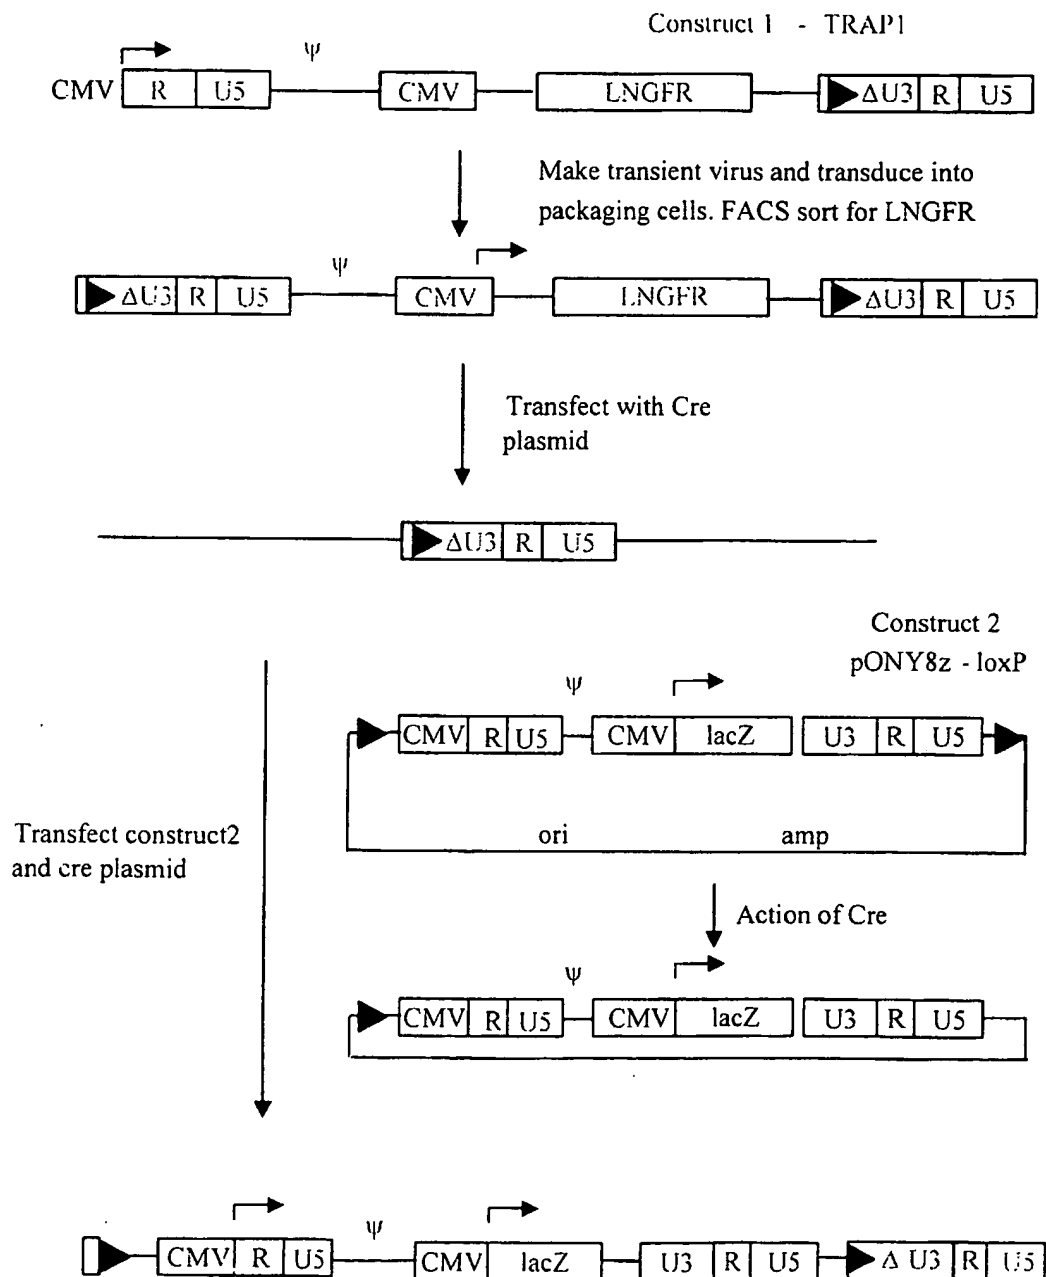 Construct 1 - TRAP1
ψ
CMV R U5 CMV LNGFR ΔU3 R U5
Make transient virus and transduce into
packaging cells. FACS sort for LNGFR
ψ
ΔU3 R U5 CMV LNGFR ΔU3 R U5
Transfect with Cre
plasmid
ΔU3 R U5
Construct 2
pONY8z - loxP
ψ
CMV R U5 CMV lacZ U3 R U5
ori amp
Transfect construct2
and cre plasmid
Action of Cre
ψ
CMV R U5 CMV lacZ U3 R U5
ψ
CMV R U5 CMV lacZ U3 R U5 Δ U3 R U5